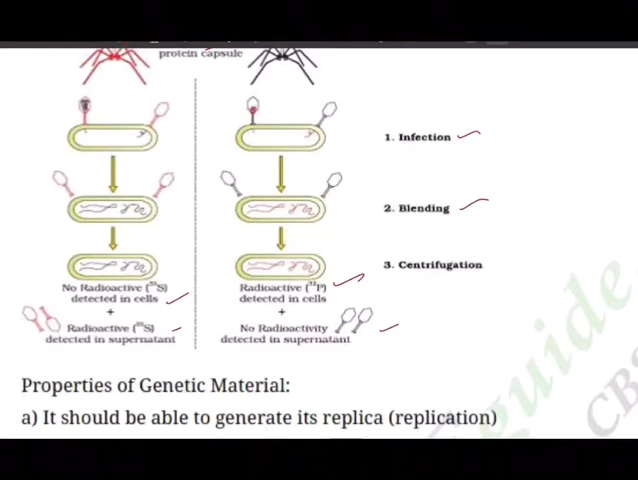 protein capsule
1. Infection
2. Blending
3. Centrifugation
No Radioactive (³⁵S)
detected in cells
+
Radioactive (³⁵S)
detected in supernatant
Radioactive (³²P)
detected in cells
+
No Radioactivity
detected in supernatant
Properties of Genetic Material:
a) It should be able to generate its replica (replication)
guide
CBS